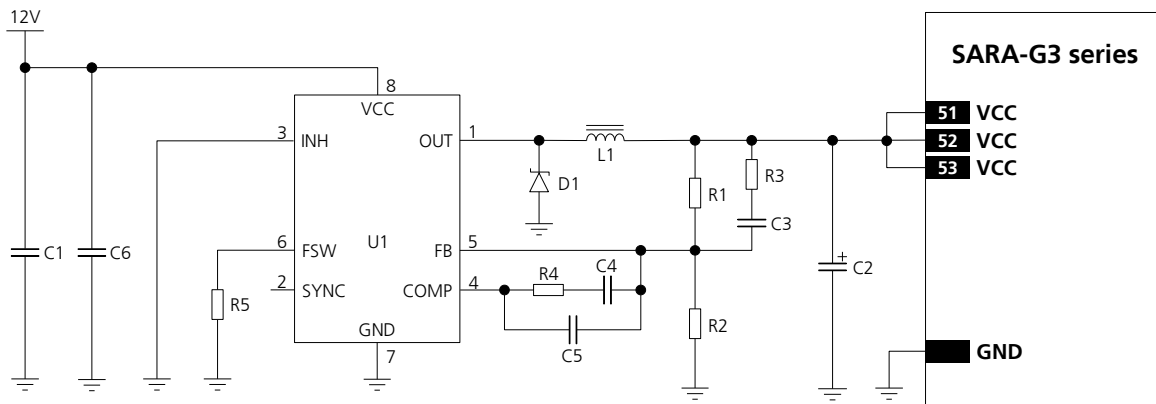 12V
SARA-G3 series
8
VCC
51 VCC
3 INH
OUT 1
52 VCC
L1
53 VCC
D1
R1
R3
C3
U1
C1
C6
6 FSW
FB 5
C2
+
R4
C4
2 SYNC
COMP 4
R5
R2
GND
C5
7
GND